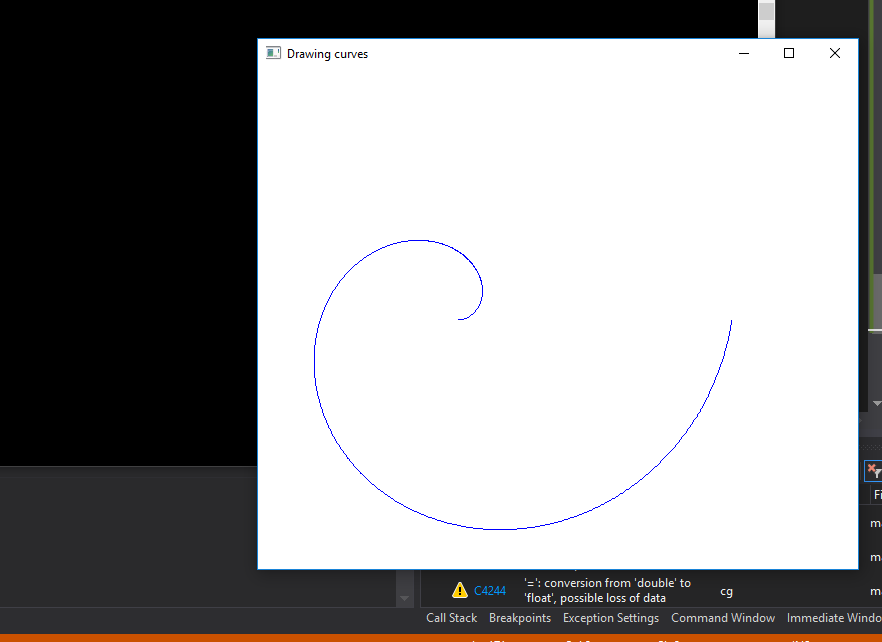 Drawing curves
Fi
m
m
C4244
'=': conversion from 'double' to
'float', possible loss of data
cg
m
Call Stack Breakpoints Exception Settings Command Window Immediate Windo